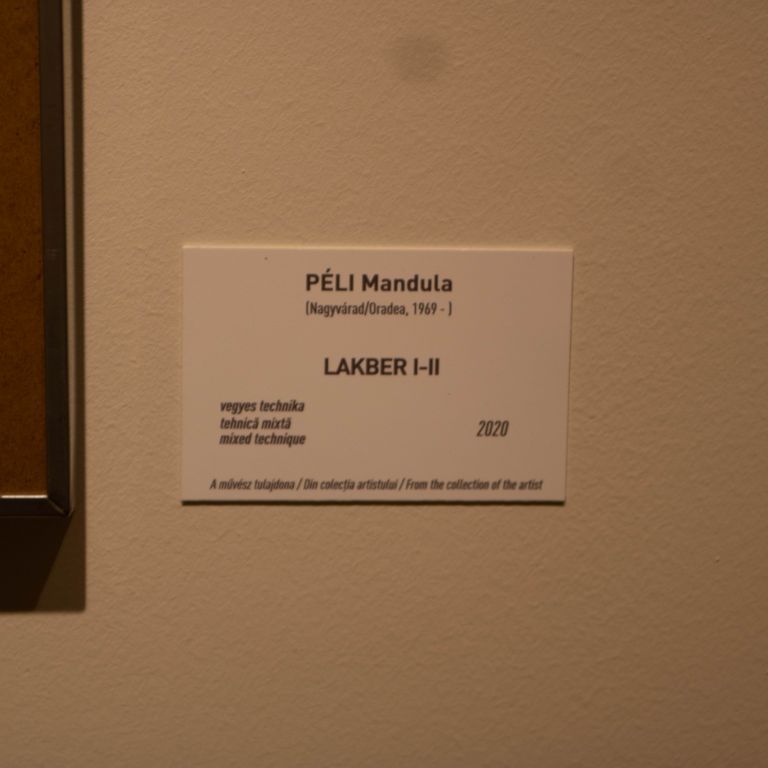 PÉLI Mandula
(Nagyvárad/Oradea, 1969 - )
LAKBER I-II
vegyes technika
tehnică mixtă
mixed technique
2020
A művész tulajdona / Din colecția artistului / From the collection of the artist